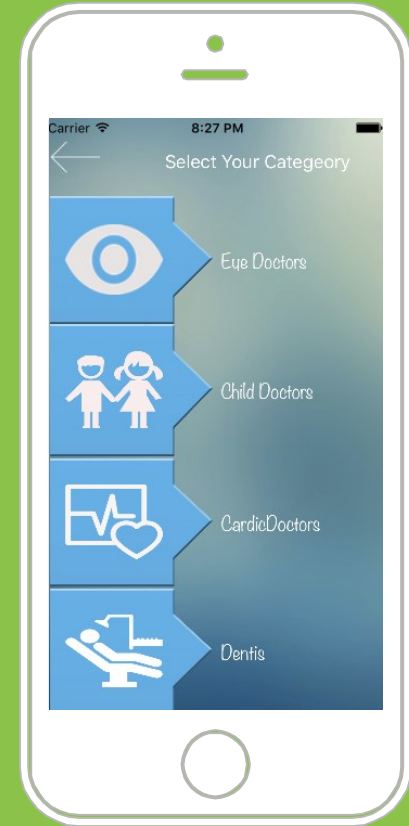 Carrier 8:27 PM
Select Your Categeory
Eye Doctors
Child Doctors
CardicDoctors
Dentis